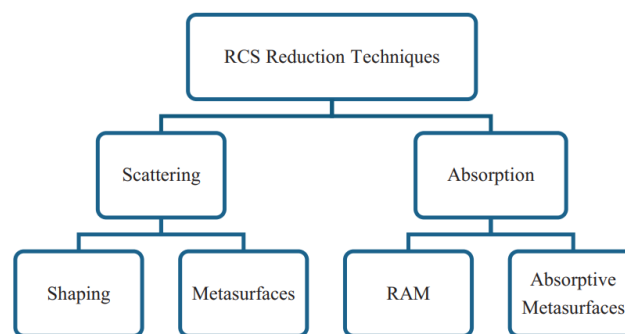 RCS Reduction Techniques
Scattering
Absorption
Shaping
Metasurfaces
RAM
Absorptive
Metasurfaces